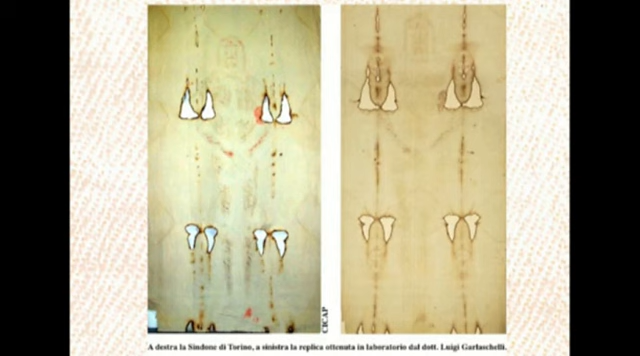 CICAP
A destra la Sindone di Torino, a sinistra la replica ottenuta in laboratorio dal dott. Luigi Garlaschelli.